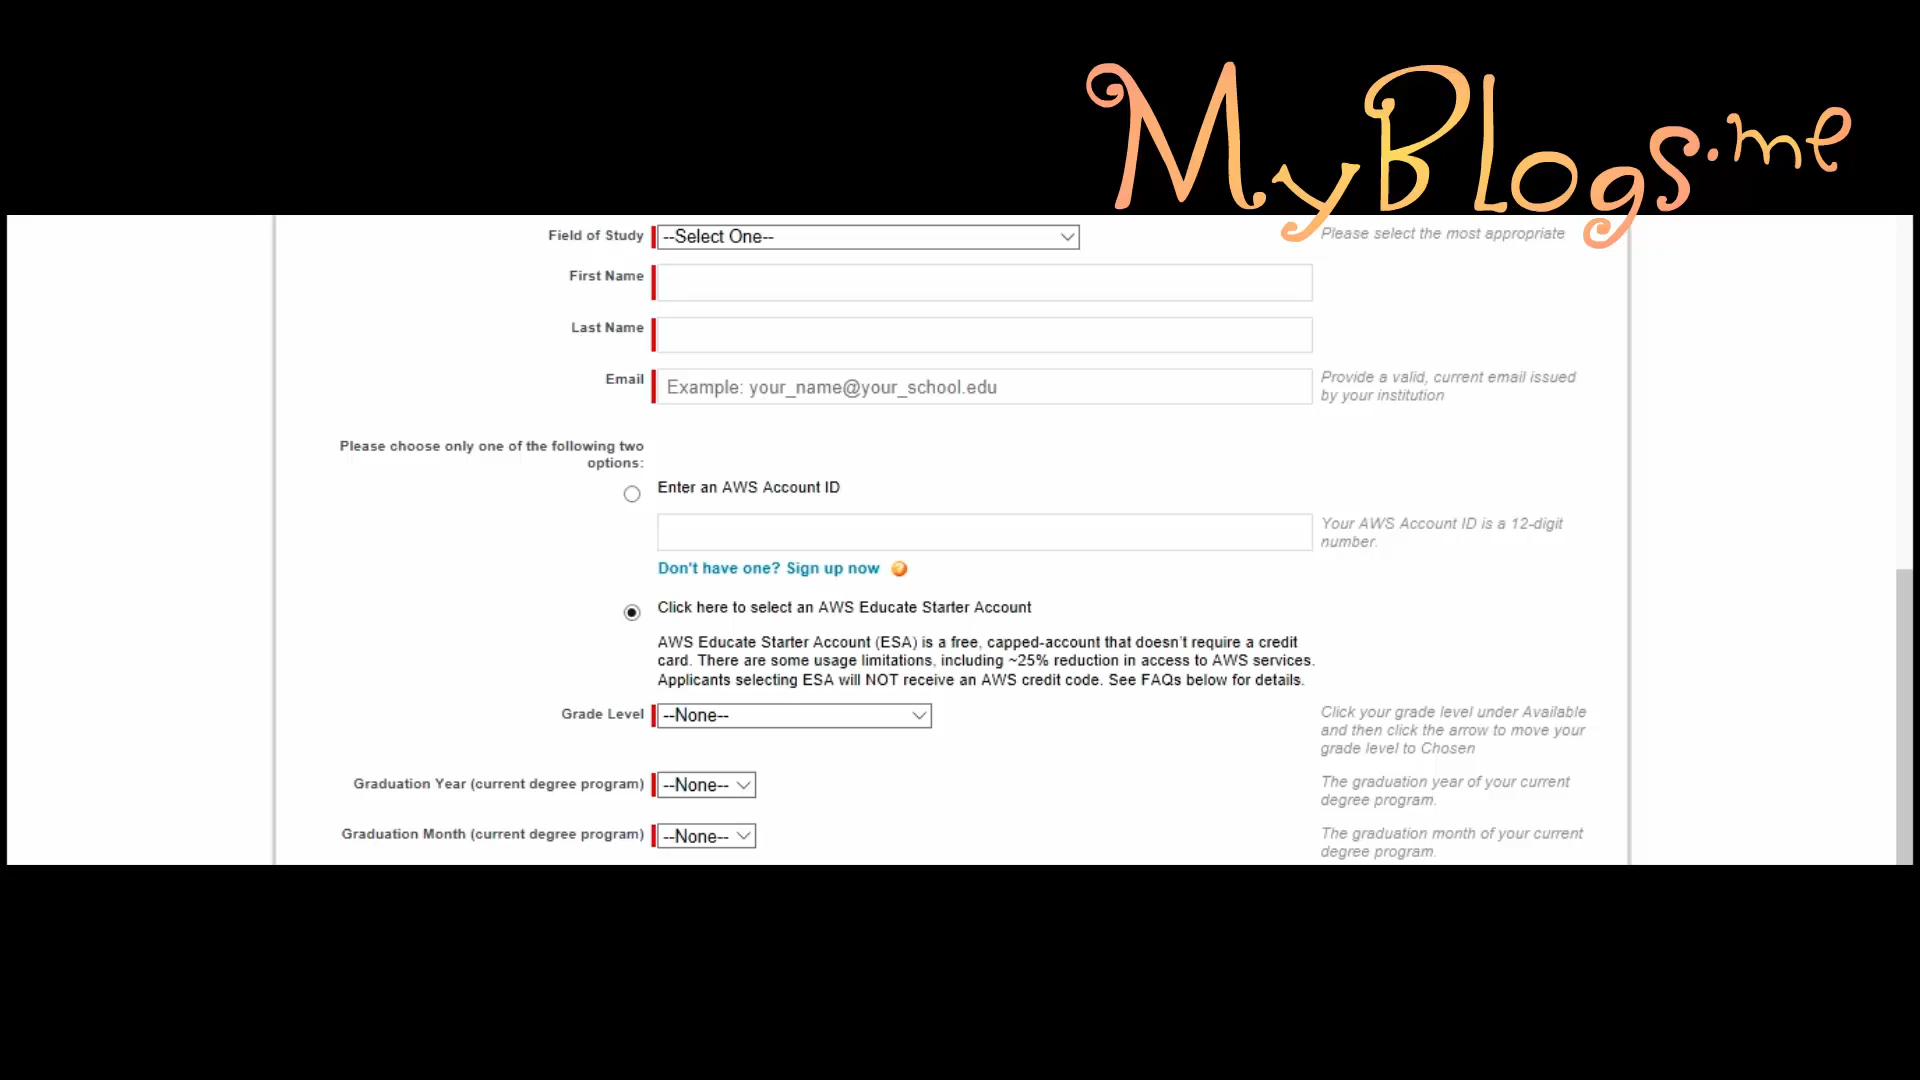 MyBlogs.me
Field of Study --Select One-- Please select the most appropriate
First Name
Last Name
Email Example: your_name@your_school.edu Provide a valid, current email issued
by your institution
Please choose only one of the following two
options:
Enter an AWS Account ID
Your AWS Account ID is a 12-digit
number.
Don't have one? Sign up now ?
Click here to select an AWS Educate Starter Account
AWS Educate Starter Account (ESA) is a free, capped-account that doesn't require a credit
card. There are some usage limitations, including ~25% reduction in access to AWS services.
Applicants selecting ESA will NOT receive an AWS credit code. See FAQs below for details.
Grade Level --None-- Click your grade level under Available
and then click the arrow to move your
grade level to Chosen
Graduation Year (current degree program) --None-- The graduation year of your current
degree program.
Graduation Month (current degree program) --None-- The graduation month of your current
degree program.